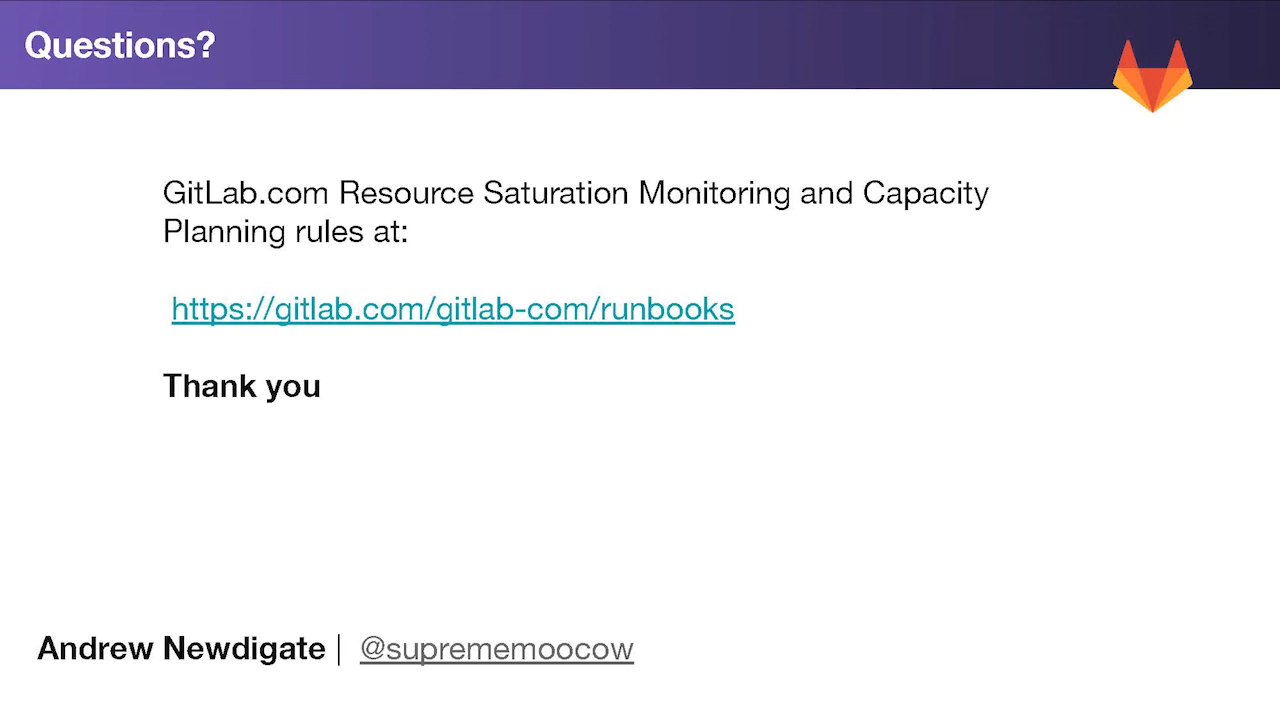 Questions?
GitLab.com Resource Saturation Monitoring and Capacity
Planning rules at:
https://gitlab.com/gitlab-com/runbooks
Thank you
Andrew Newdigate | @suprememoocow